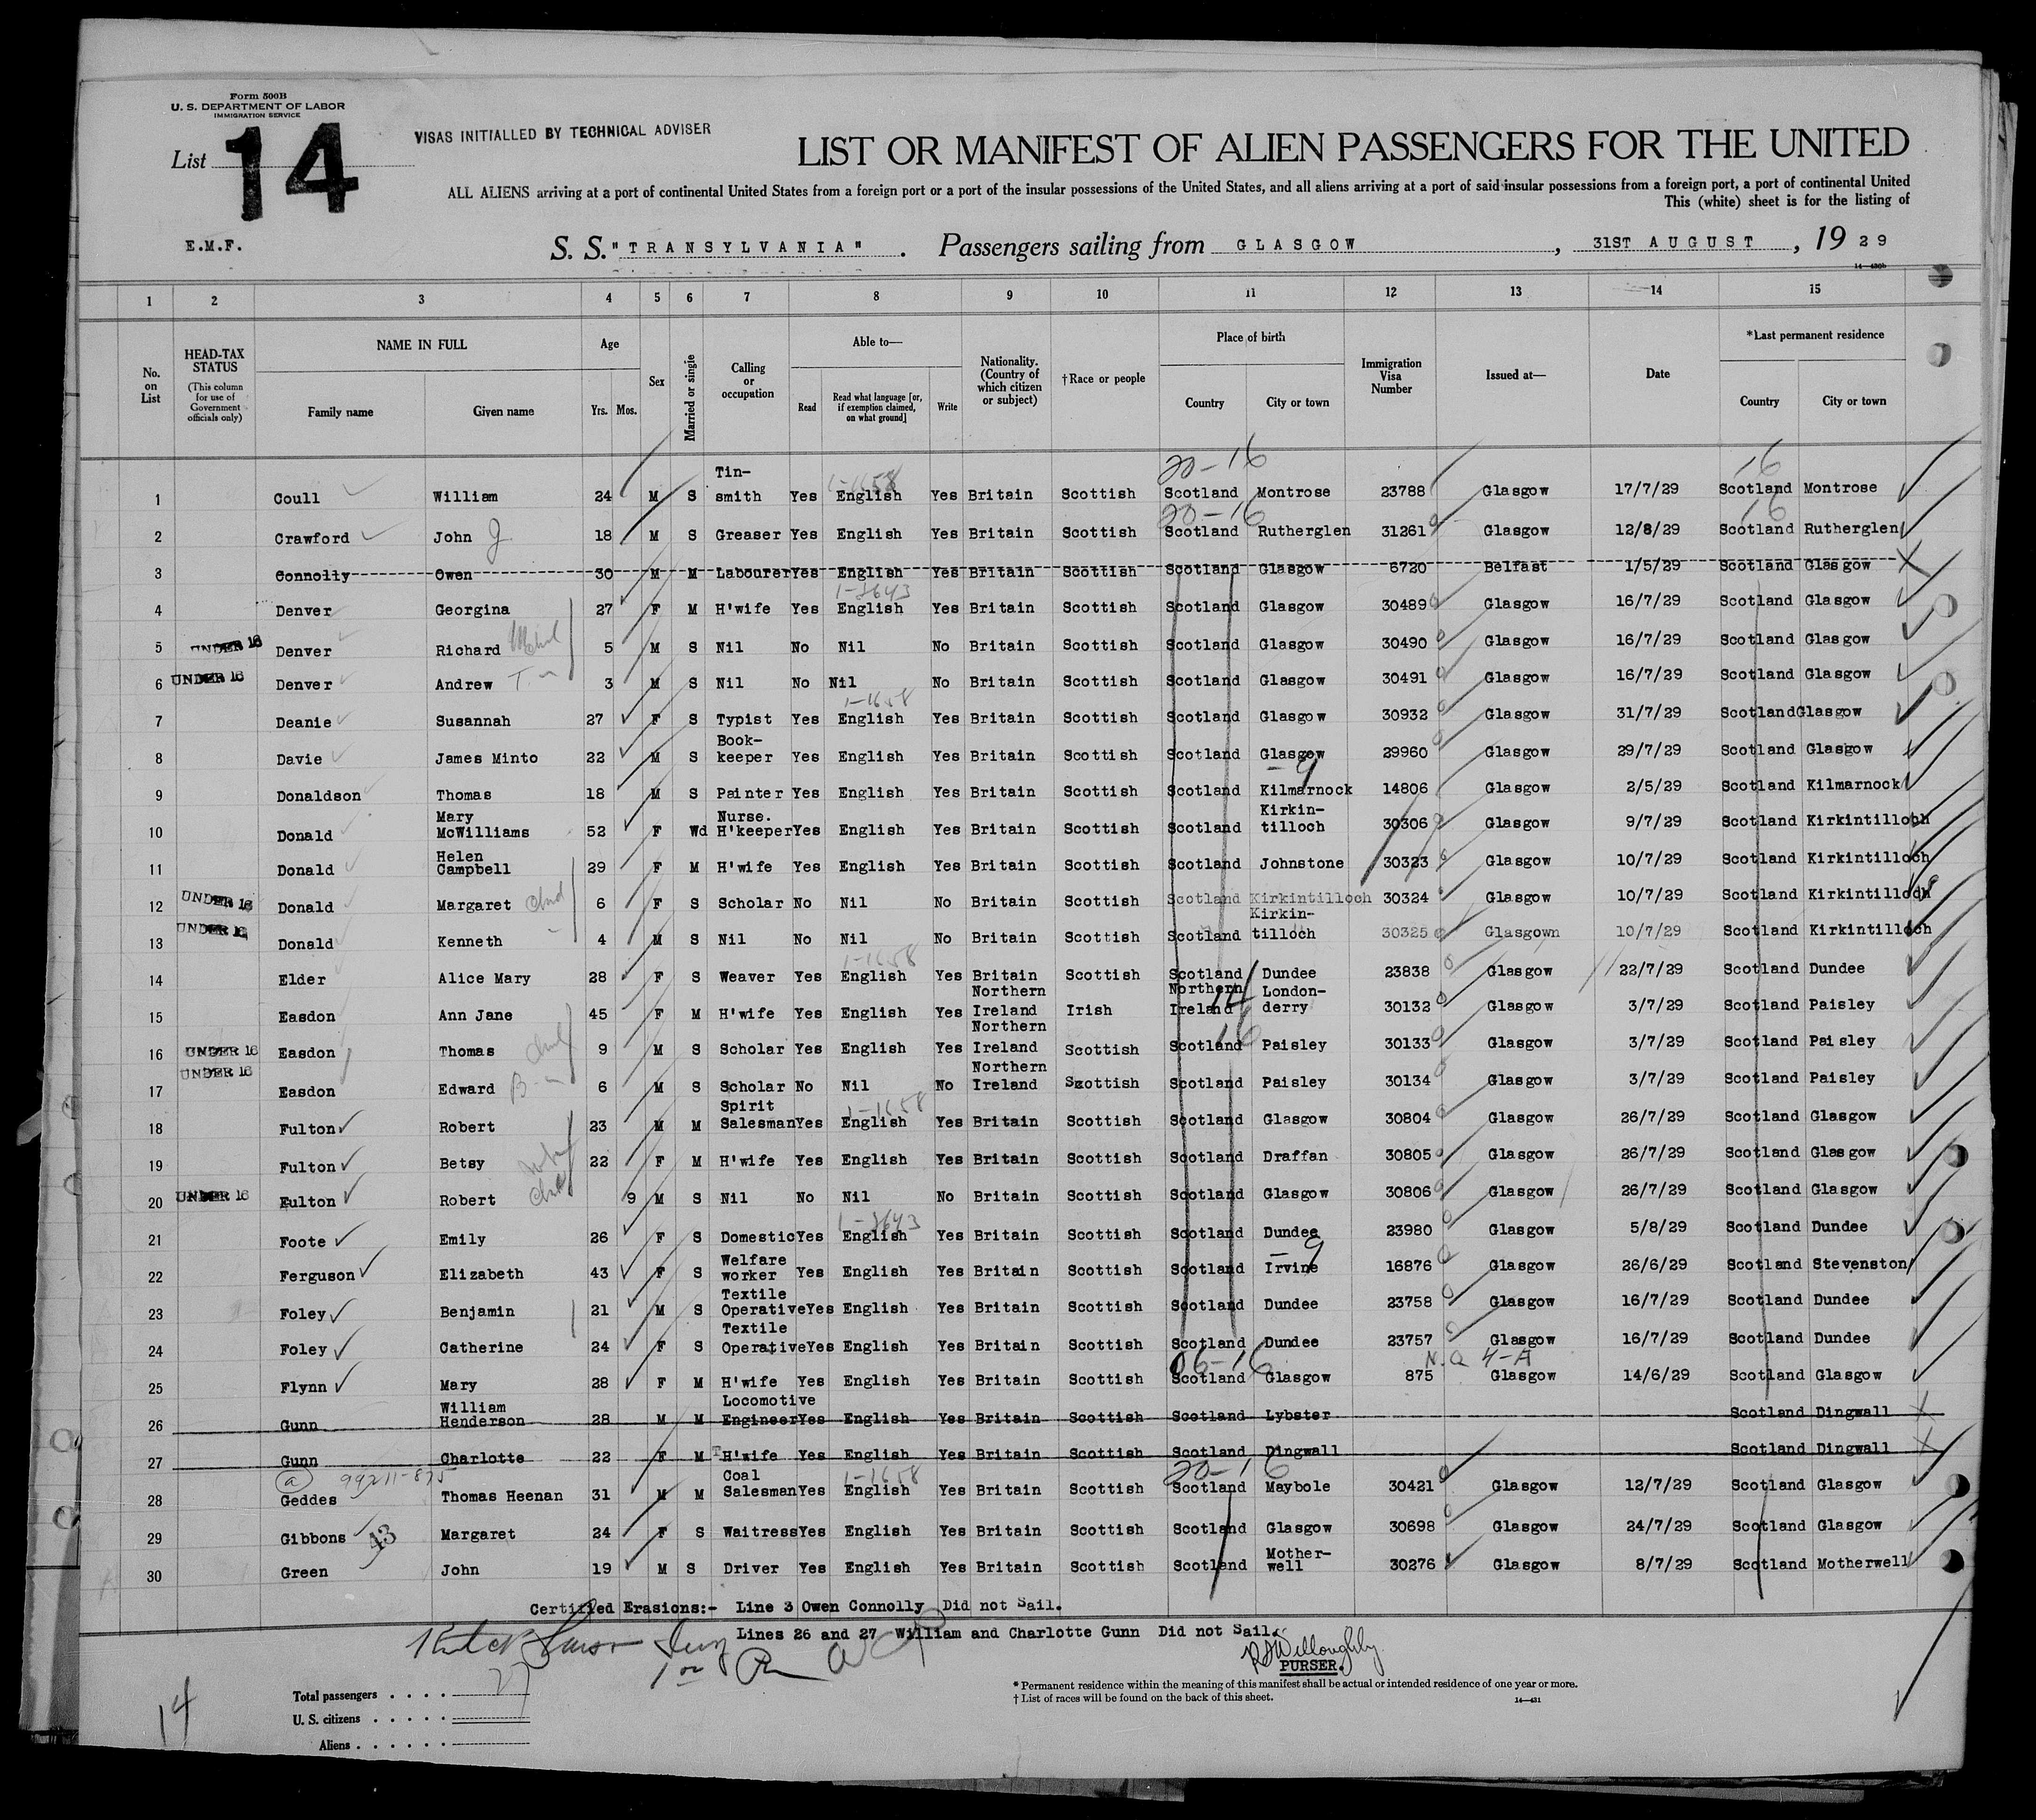 Form 500B
U. S. DEPARTMENT OF LABOR
IMMIGRATION SERVICE
List 14
VISAS INITIALLED BY TECHNICAL ADVISER
LIST OR MANIFEST OF ALIEN PASSENGERS FOR THE UNITED
ALL ALIENS arriving at a port of continental United States from a foreign port or a port of the insular possessions of the United States, and all aliens arriving at a port of said insular possessions from a foreign port, a port of continental United
This (white) sheet is for the listing of
E.M.F.
S. S. "TRANSYLVANIA". Passengers sailing from GLASGOW, 31ST AUGUST, 1929
14—430b
1 2 3 4 5 6 7 8 9 10 11 12 13 14 15
No. on List
HEAD-TAX STATUS (This column for use of Government officials only)
NAME IN FULL Family name Given name
Age Yrs. Mos.
Sex
Married or single
Calling or occupation
Able to— Read Read what language [or, if exemption claimed, on what ground] Write
Nationality. (Country of which citizen or subject)
†Race or people
Place of birth Country City or town
Immigration Visa Number
Issued at—
Date
*Last permanent residence Country City or town
20-16 16
1 Coull William 24 M S Tin-smith Yes English Yes Britain Scottish Scotland Montrose 23788 Glasgow 17/7/29 Scotland Montrose
20-16 16
2 Crawford John J 18 M S Greaser Yes English Yes Britain Scottish Scotland Rutherglen 31261 Glasgow 12/8/29 Scotland Rutherglen
3 Connolly Owen 30 M M Labourer Yes English Yes Britain Scottish Scotland Glasgow 6720 Belfast 1/5/29 Scotland Glasgow
4 Denver Georgina 27 F M H'wife Yes English Yes Britain Scottish Scotland Glasgow 30489 Glasgow 16/7/29 Scotland Glasgow
5 UNDER 16 Denver Richard 5 M S Nil No Nil No Britain Scottish Scotland Glasgow 30490 Glasgow 16/7/29 Scotland Glasgow
6 UNDER 16 Denver Andrew 3 M S Nil No Nil No Britain Scottish Scotland Glasgow 30491 Glasgow 16/7/29 Scotland Glasgow
7 Deanie Susannah 27 F S Typist Yes English Yes Britain Scottish Scotland Glasgow 30932 Glasgow 31/7/29 Scotland Glasgow
8 Davie James Minto 22 M S Book-keeper Yes English Yes Britain Scottish Scotland Glasgow 29960 Glasgow 29/7/29 Scotland Glasgow
9 Donaldson Thomas 18 M S Painter Yes English Yes Britain Scottish Scotland Kilmarnock 14806 Glasgow 2/5/29 Scotland Kilmarnock
10 Donald Mary McWilliams 52 F Wd Nurse. H'keeper Yes English Yes Britain Scottish Scotland Kirkin-tilloch 30306 Glasgow 9/7/29 Scotland Kirkintilloch
11 Donald Helen Campbell 29 F M H'wife Yes English Yes Britain Scottish Scotland Johnstone 30323 Glasgow 10/7/29 Scotland Kirkintilloch
12 UNDER 16 Donald Margaret 6 F S Scholar No Nil No Britain Scottish Scotland Kirkintilloch 30324 Glasgow 10/7/29 Scotland Kirkintilloch
13 UNDER 16 Donald Kenneth 4 M S Nil No Nil No Britain Scottish Scotland Kirkin-tilloch 30325 Glasgown 10/7/29 Scotland Kirkintilloch
14 Elder Alice Mary 28 F S Weaver Yes English Yes Britain Scottish Scotland Dundee 23838 Glasgow 22/7/29 Scotland Dundee
15 Easdon Ann Jane 45 F M H'wife Yes English Yes Northern Ireland Irish Northern Ireland London-derry 30132 Glasgow 3/7/29 Scotland Paisley
16 UNDER 16 Easdon Thomas 9 M S Scholar Yes English Yes Northern Ireland Scottish Scotland Paisley 30133 Glasgow 3/7/29 Scotland Paisley
17 UNDER 16 Easdon Edward 6 M S Scholar No Nil No Northern Ireland Scottish Scotland Paisley 30134 Glasgow 3/7/29 Scotland Paisley
18 Fulton Robert 23 M M Spirit Salesman Yes English Yes Britain Scottish Scotland Glasgow 30804 Glasgow 26/7/29 Scotland Glasgow
19 Fulton Betsy 22 F M H'wife Yes English Yes Britain Scottish Scotland Draffan 30805 Glasgow 26/7/29 Scotland Glasgow
20 UNDER 16 Fulton Robert 9 M S Nil No Nil No Britain Scottish Scotland Glasgow 30806 Glasgow 26/7/29 Scotland Glasgow
21 Foote Emily 26 F S Domestic Yes English Yes Britain Scottish Scotland Dundee 23980 Glasgow 5/8/29 Scotland Dundee
22 Ferguson Elizabeth 43 F S Welfare worker Yes English Yes Britain Scottish Scotland Irvine 16876 Glasgow 26/6/29 Scotland Stevenston
23 Foley Benjamin 21 M S Textile Operative Yes English Yes Britain Scottish Scotland Dundee 23758 Glasgow 16/7/29 Scotland Dundee
24 Foley Catherine 24 F S Textile Operative Yes English Yes Britain Scottish Scotland Dundee 23757 Glasgow 16/7/29 Scotland Dundee
06-16 N.Q 4-A
25 Flynn Mary 28 F M H'wife Yes English Yes Britain Scottish Scotland Glasgow 875 Glasgow 14/6/29 Scotland Glasgow
26 Gunn William Henderson 28 M M Locomotive Engineer Yes English Yes Britain Scottish Scotland Lybster Scotland Dingwall
27 Gunn Charlotte 22 F M H'wife Yes English Yes Britain Scottish Scotland Dingwall Scotland Dingwall
(a) 99211-875 1-1658 20-16
28 Geddes Thomas Heenan 31 M M Coal Salesman Yes English Yes Britain Scottish Scotland Maybole 30421 Glasgow 12/7/29 Scotland Glasgow
29 Gibbons 43 Margaret 24 F S Waitress Yes English Yes Britain Scottish Scotland Glasgow 30698 Glasgow 24/7/29 Scotland Glasgow
30 Green John 19 M S Driver Yes English Yes Britain Scottish Scotland Mother-well 30276 Glasgow 8/7/29 Scotland Motherwell
Certified Erasions:- Line 3 Owen Connolly Did not Sail.
Lines 26 and 27 William and Charlotte Gunn Did not Sail.
PURSER.
Total passengers . . . . 27
U. S. citizens . . . . .
Aliens . . . . . .
* Permanent residence within the meaning of this manifest shall be actual or intended residence of one year or more.
† List of races will be found on the back of this sheet.
14—431
14